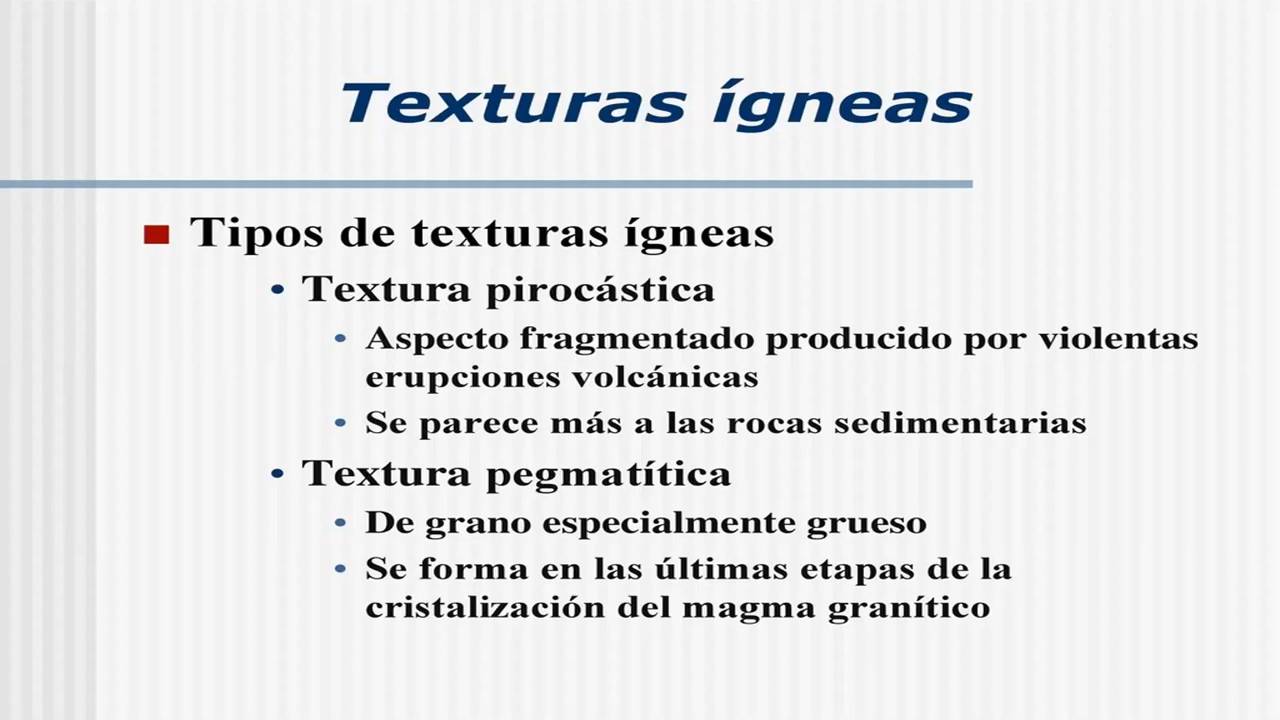 Texturas ígneas
Tipos de texturas ígneas
Textura pirocástica
Aspecto fragmentado producido por violentas
erupciones volcánicas
Se parece más a las rocas sedimentarias
Textura pegmatítica
De grano especialmente grueso
Se forma en las últimas etapas de la
cristalización del magma granítico